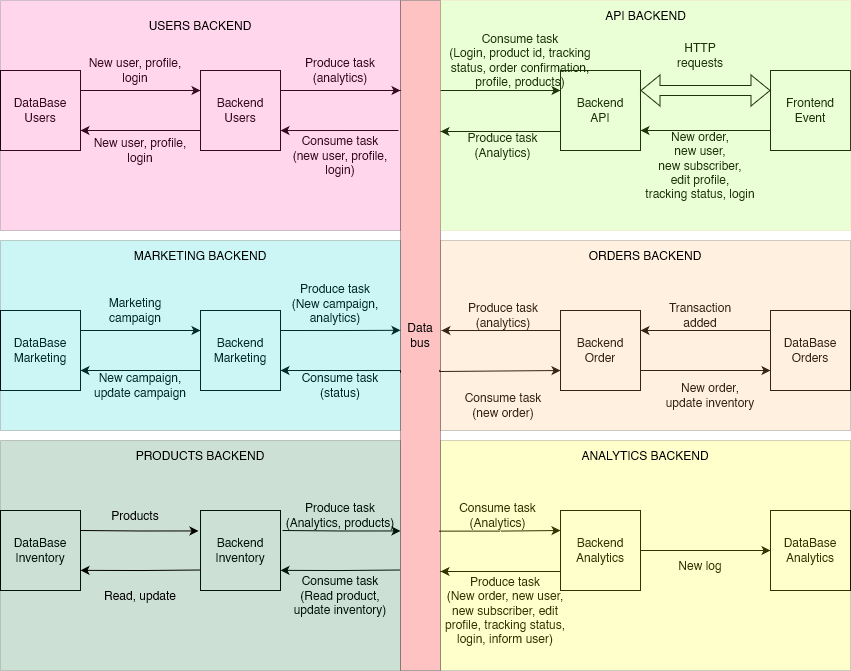 USERS BACKEND
New user, profile,
login
Produce task
(analytics)
DataBase
Users
Backend
Users
New user, profile,
login
Consume task
(new user, profile,
login)
API BACKEND
Consume task
(Login, product id, tracking
status, order confirmation,
profile, products)
HTTP
requests
Backend
API
Frontend
Event
Produce task
(Analytics)
New order,
new user,
new subscriber,
edit profile,
tracking status, login
MARKETING BACKEND
Marketing
campaign
Produce task
(New campaign,
analytics)
DataBase
Marketing
Backend
Marketing
New campaign,
update campaign
Consume task
(status)
Data
bus
ORDERS BACKEND
Produce task
(analytics)
Transaction
added
Backend
Order
DataBase
Orders
Consume task
(new order)
New order,
update inventory
PRODUCTS BACKEND
Products
Produce task
(Analytics, products)
DataBase
Inventory
Backend
Inventory
Read, update
Consume task
(Read product,
update inventory)
ANALYTICS BACKEND
Consume task
(Analytics)
Backend
Analytics
DataBase
Analytics
New log
Produce task
(New order, new user,
new subscriber, edit
profile, tracking status,
login, inform user)